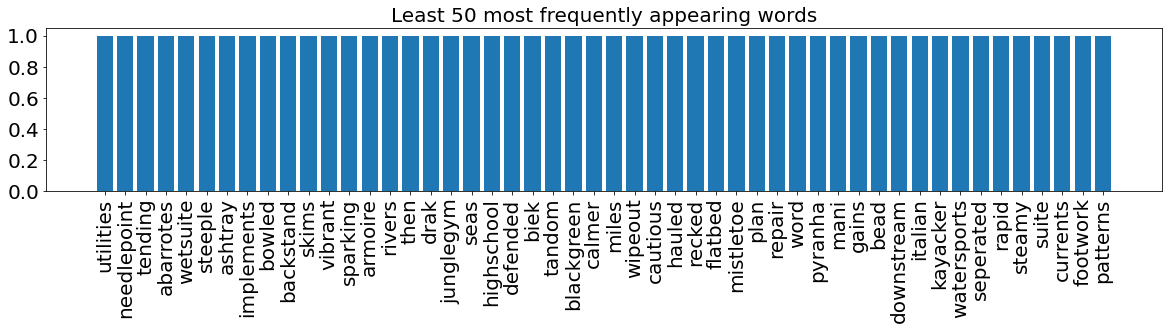 Least 50 most frequently appearing words
1.0
0.8
0.6
0.4
0.2
0.0
utilities
needlepoint
tending
abarrotes
wetsuite
steeple
ashtray
implements
bowled
backstand
skims
vibrant
sparking
armoire
rivers
then
drak
junglegym
seas
highschool
defended
biek
tandom
blackgreen
calmer
miles
wipeout
cautious
hauled
recked
flatbed
mistletoe
plan
repair
word
pyranha
mani
gains
bead
downstream
italian
kayacker
watersports
seperated
rapid
steamy
suite
currents
footwork
patterns